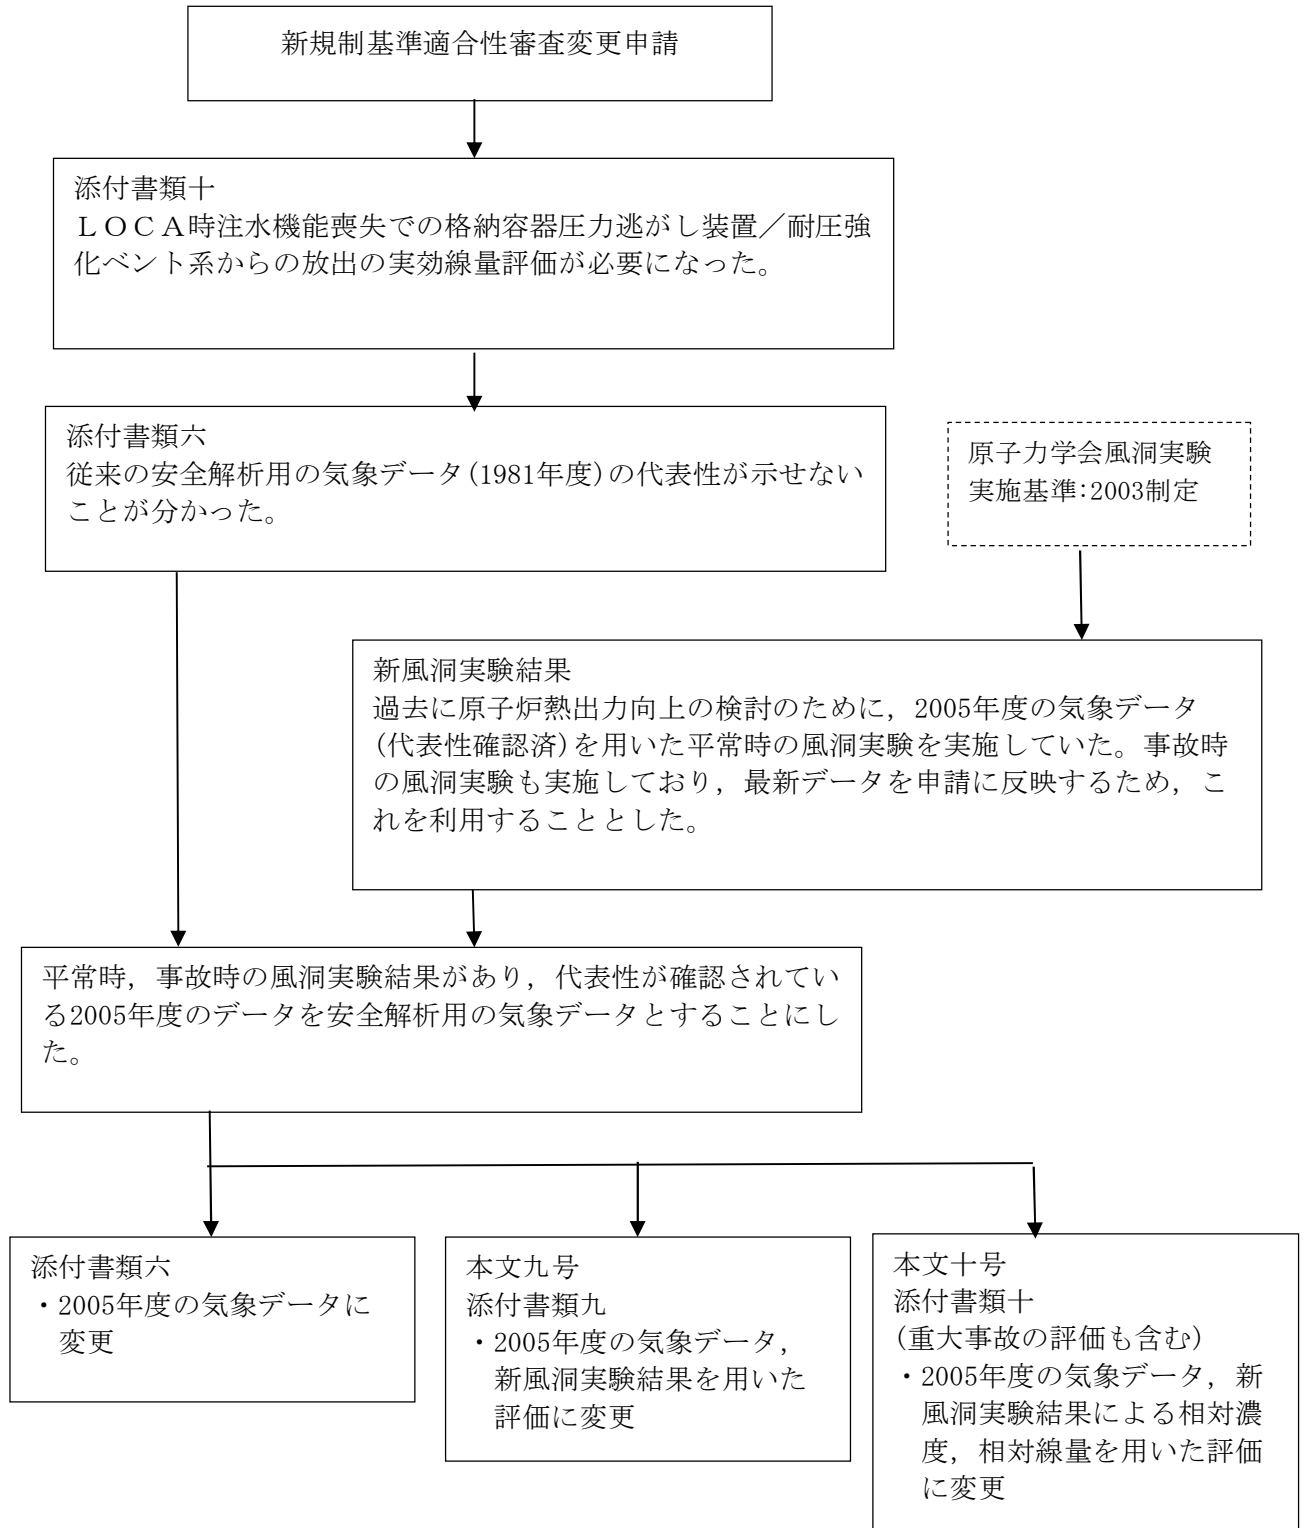 新規制基準適合性審査変更申請
添付書類十
ＬＯＣＡ時注水機能喪失での格納容器圧力逃がし装置／耐圧強
化ベント系からの放出の実効線量評価が必要になった。
添付書類六
従来の安全解析用の気象データ(1981年度)の代表性が示せない
ことが分かった。
原子力学会風洞実験
実施基準:2003制定
新風洞実験結果
過去に原子炉熱出力向上の検討のために，2005年度の気象データ
(代表性確認済)を用いた平常時の風洞実験を実施していた。事故時
の風洞実験も実施しており，最新データを申請に反映するため，こ
れを利用することとした。
平常時，事故時の風洞実験結果があり，代表性が確認されてい
る2005年度のデータを安全解析用の気象データとすることにし
た。
添付書類六
・2005年度の気象データに
変更
本文九号
添付書類九
・2005年度の気象データ，
新風洞実験結果を用いた
評価に変更
本文十号
添付書類十
(重大事故の評価も含む)
・2005年度の気象データ，新
風洞実験結果による相対濃
度，相対線量を用いた評価
に変更